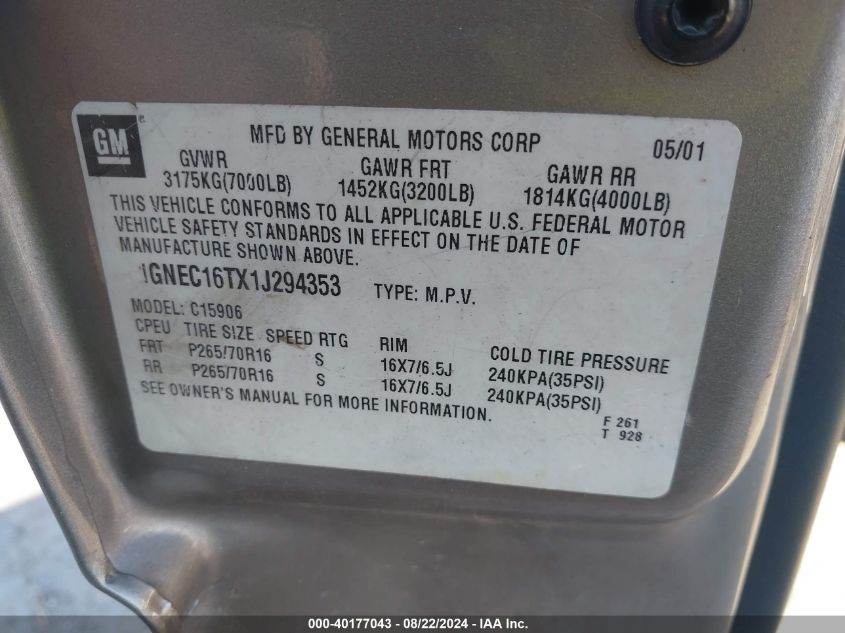 GM
MFD BY GENERAL MOTORS CORP 05/01
GVWR GAWR FRT GAWR RR
3175KG(7000LB) 1452KG(3200LB) 1814KG(4000LB)
THIS VEHICLE CONFORMS TO ALL APPLICABLE U.S. FEDERAL MOTOR
VEHICLE SAFETY STANDARDS IN EFFECT ON THE DATE OF
MANUFACTURE SHOWN ABOVE.
1GNEC16TX1J294353 TYPE: M.P.V.
MODEL: C15906
CPEU TIRE SIZE SPEED RTG RIM COLD TIRE PRESSURE
FRT P265/70R16 S 16X7/6.5J 240KPA(35PSI)
RR P265/70R16 S 16X7/6.5J 240KPA(35PSI)
SEE OWNER'S MANUAL FOR MORE INFORMATION.
F 261
T 928
000-40177043 - 08/22/2024 - IAA Inc.